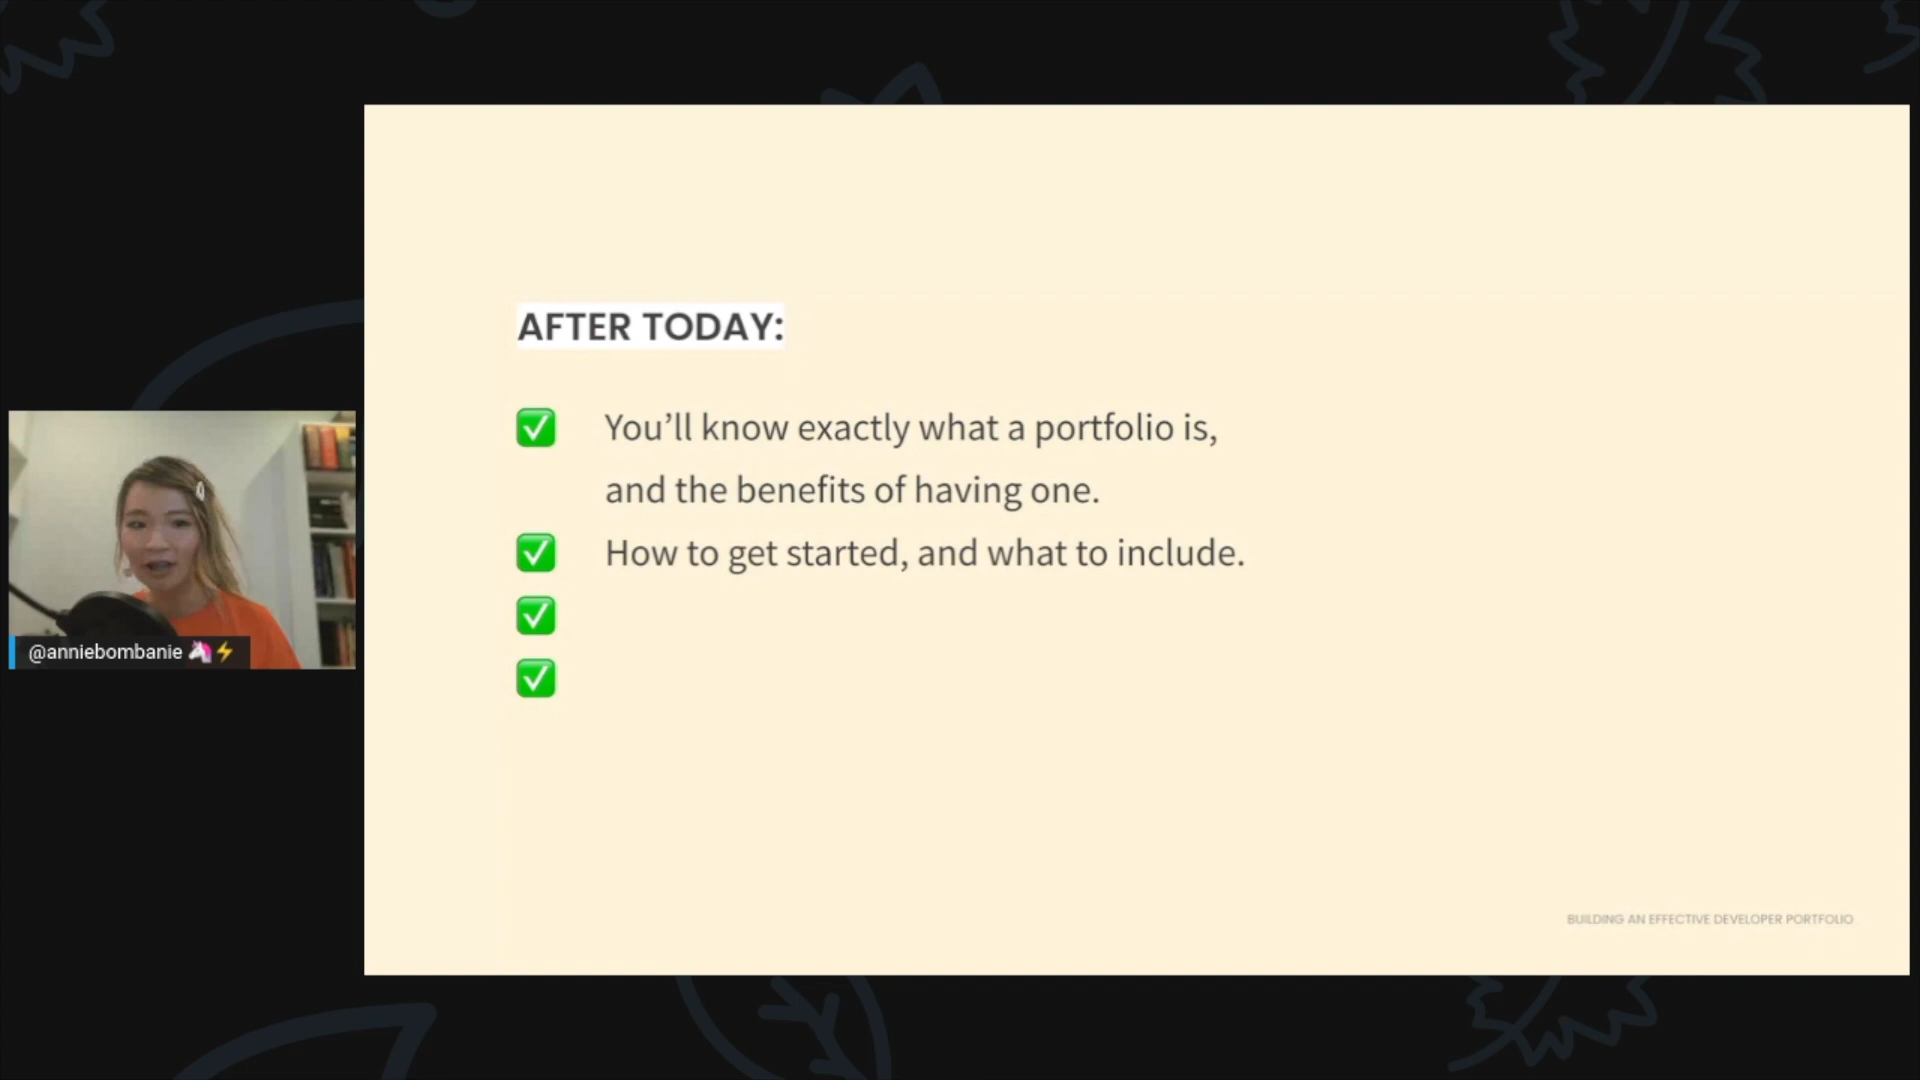 AFTER TODAY:
✅ You’ll know exactly what a portfolio is,
and the benefits of having one.
✅ How to get started, and what to include.
✅
✅
@anniebombanie 🦄⚡
BUILDING AN EFFECTIVE DEVELOPER PORTFOLIO